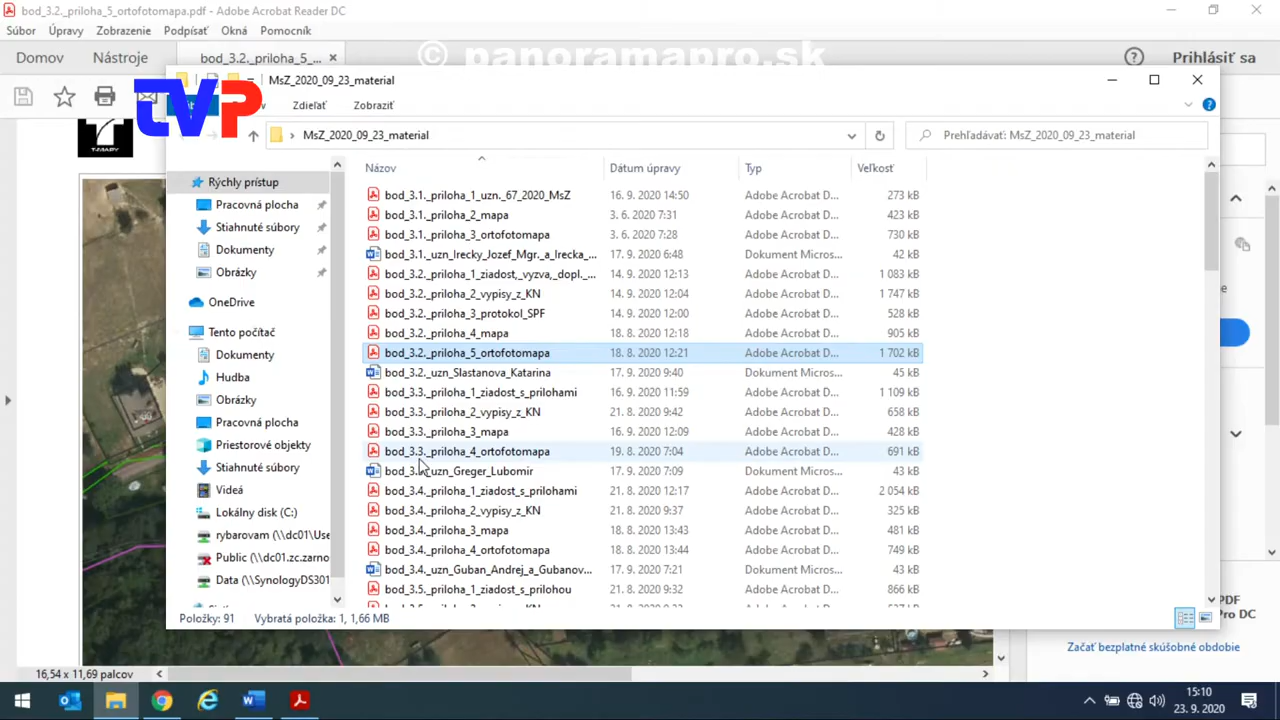 bod_3.2._priloha_5_ortofotomapa.pdf - Adobe Acrobat Reader DC
Súbor Úpravy Zobrazenie Podpísať Okná Pomocník
© panoramapro.sk
Domov Nástroje bod_3.2._priloha_5_... × Prihlásiť sa
MsZ_2020_09_23_material
TVP
Zdieľať Zobraziť
T-MAPY
MsZ_2020_09_23_material Prehľadávať: MsZ_2020_09_23_material
Názov Dátum úpravy Typ Veľkosť
Rýchly prístup
Pracovná plocha
Stiahnuté súbory
Dokumenty
Obrázky
OneDrive
Tento počítač
Dokumenty
Hudba
Obrázky
Pracovná plocha
Priestorové objekty
Stiahnuté súbory
Videá
Lokálny disk (C:)
rybarovam (\\dc01\Use
Public (\\dc01.zc.zarno
Data (\\SynologyDS301
bod_3.1._priloha_1_uzn._67_2020_MsZ 16. 9. 2020 14:50 Adobe Acrobat D... 273 kB
bod_3.1._priloha_2_mapa 3. 6. 2020 7:31 Adobe Acrobat D... 423 kB
bod_3.1._priloha_3_ortofotomapa 3. 6. 2020 7:28 Adobe Acrobat D... 730 kB
bod_3.1._uzn_Irecky_Jozef_Mgr._a_Irecka_... 17. 9. 2020 6:48 Dokument Micros... 42 kB
bod_3.2._priloha_1_ziadost,_vyzva,_dopl._... 14. 9. 2020 12:13 Adobe Acrobat D... 1 083 kB
bod_3.2._priloha_2_vypisy_z_KN 14. 9. 2020 12:04 Adobe Acrobat D... 1 747 kB
bod_3.2._priloha_3_protokol_SPF 14. 9. 2020 12:00 Adobe Acrobat D... 528 kB
bod_3.2._priloha_4_mapa 18. 8. 2020 12:18 Adobe Acrobat D... 905 kB
bod_3.2._priloha_5_ortofotomapa 18. 8. 2020 12:21 Adobe Acrobat D... 1 702 kB
bod_3.2._uzn_Slastanova_Katarina 17. 9. 2020 9:40 Dokument Micros... 45 kB
bod_3.3._priloha_1_ziadost_s_prilohami 16. 9. 2020 11:59 Adobe Acrobat D... 1 109 kB
bod_3.3._priloha_2_vypisy_z_KN 21. 8. 2020 9:42 Adobe Acrobat D... 658 kB
bod_3.3._priloha_3_mapa 16. 9. 2020 12:09 Adobe Acrobat D... 428 kB
bod_3.3._priloha_4_ortofotomapa 19. 8. 2020 7:04 Adobe Acrobat D... 691 kB
bod_3. uzn_Greger_Lubomir 17. 9. 2020 7:09 Dokument Micros... 43 kB
bod_3.4._priloha_1_ziadost_s_prilohami 21. 8. 2020 12:17 Adobe Acrobat D... 2 054 kB
bod_3.4._priloha_2_vypisy_z_KN 21. 8. 2020 9:37 Adobe Acrobat D... 325 kB
bod_3.4._priloha_3_mapa 18. 8. 2020 13:43 Adobe Acrobat D... 481 kB
bod_3.4._priloha_4_ortofotomapa 18. 8. 2020 13:44 Adobe Acrobat D... 749 kB
bod_3.4._uzn_Guban_Andrej_a_Gubanov... 17. 9. 2020 7:21 Dokument Micros... 43 kB
bod_3.5._priloha_1_ziadost_s_prilohou 21. 8. 2020 9:32 Adobe Acrobat D... 866 kB
Položky: 91 Vybratá položka: 1, 1,66 MB
PDF
Pro DC
Začať bezplatné skúšobné obdobie
16,54 x 11,69 palcov
15:10
23. 9. 2020